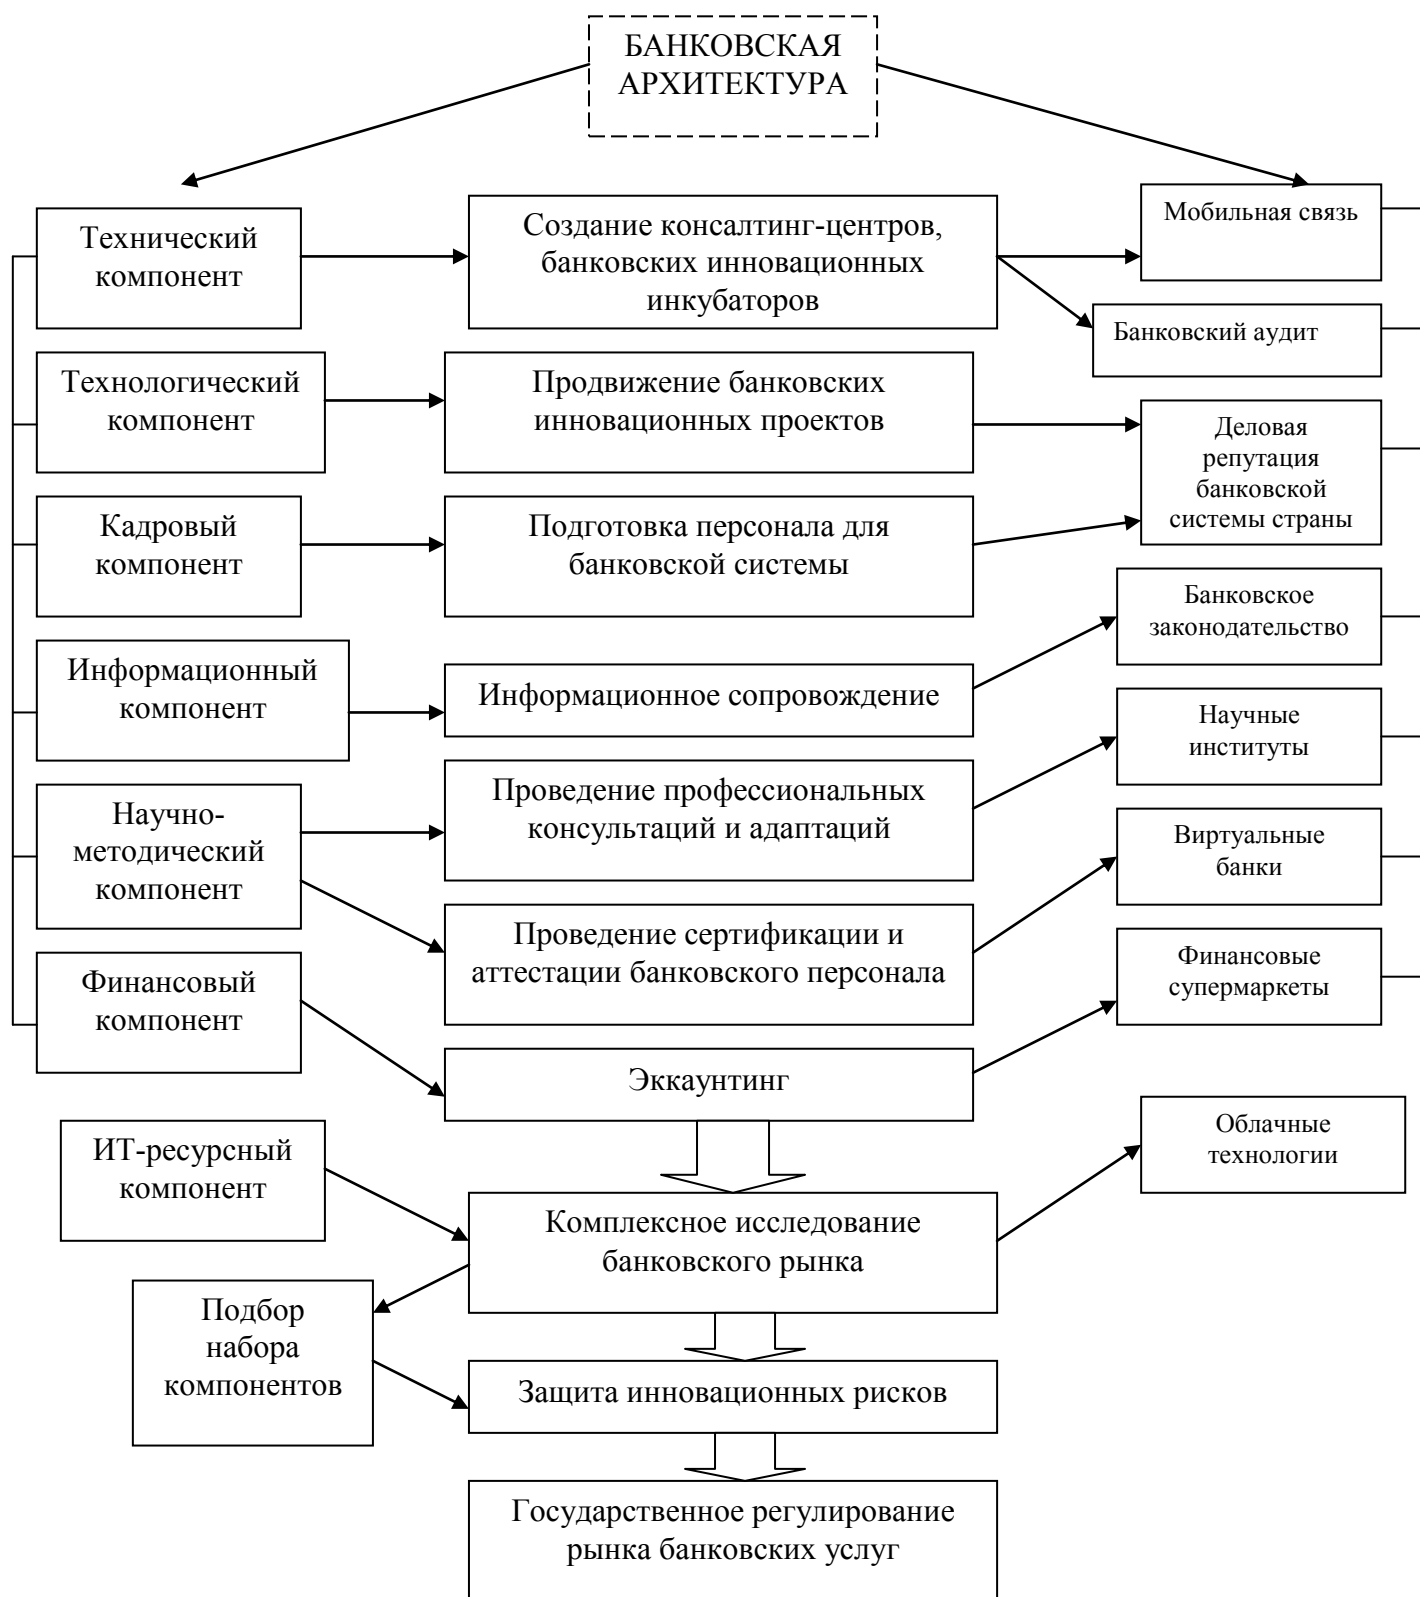 БАНКОВСКАЯ
АРХИТЕКТУРА
Технический
компонент
Создание консалтинг-центров,
банковских инновационных
инкубаторов
Мобильная связь
Банковский аудит
Технологический
компонент
Продвижение банковских
инновационных проектов
Деловая
репутация
банковской
системы страны
Кадровый
компонент
Подготовка персонала для
банковской системы
Банковское
законодательство
Информационный
компонент
Информационное сопровождение
Научные
институты
Научно-
методический
компонент
Проведение профессиональных
консультаций и адаптаций
Виртуальные
банки
Проведение сертификации и
аттестации банковского персонала
Финансовый
компонент
Финансовые
супермаркеты
Эккаунтинг
ИТ-ресурсный
компонент
Облачные
технологии
Комплексное исследование
банковского рынка
Подбор
набора
компонентов
Защита инновационных рисков
Государственное регулирование
рынка банковских услуг